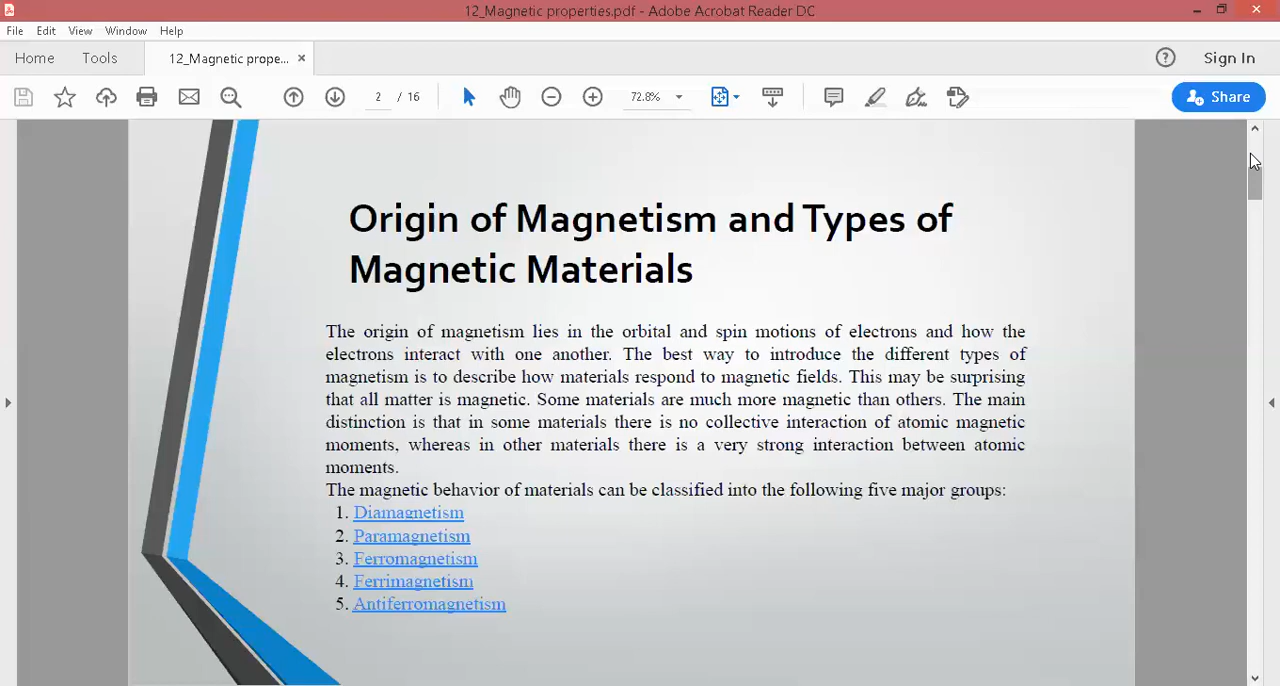 12_Magnetic properties.pdf - Adobe Acrobat Reader DC
File Edit View Window Help
Home Tools 12_Magnetic prope... × Sign In
2 / 16 72.8% Share
Origin of Magnetism and Types of
Magnetic Materials
The origin of magnetism lies in the orbital and spin motions of electrons and how the
electrons interact with one another. The best way to introduce the different types of
magnetism is to describe how materials respond to magnetic fields. This may be surprising
that all matter is magnetic. Some materials are much more magnetic than others. The main
distinction is that in some materials there is no collective interaction of atomic magnetic
moments, whereas in other materials there is a very strong interaction between atomic
moments.
The magnetic behavior of materials can be classified into the following five major groups:
1. Diamagnetism
2. Paramagnetism
3. Ferromagnetism
4. Ferrimagnetism
5. Antiferromagnetism